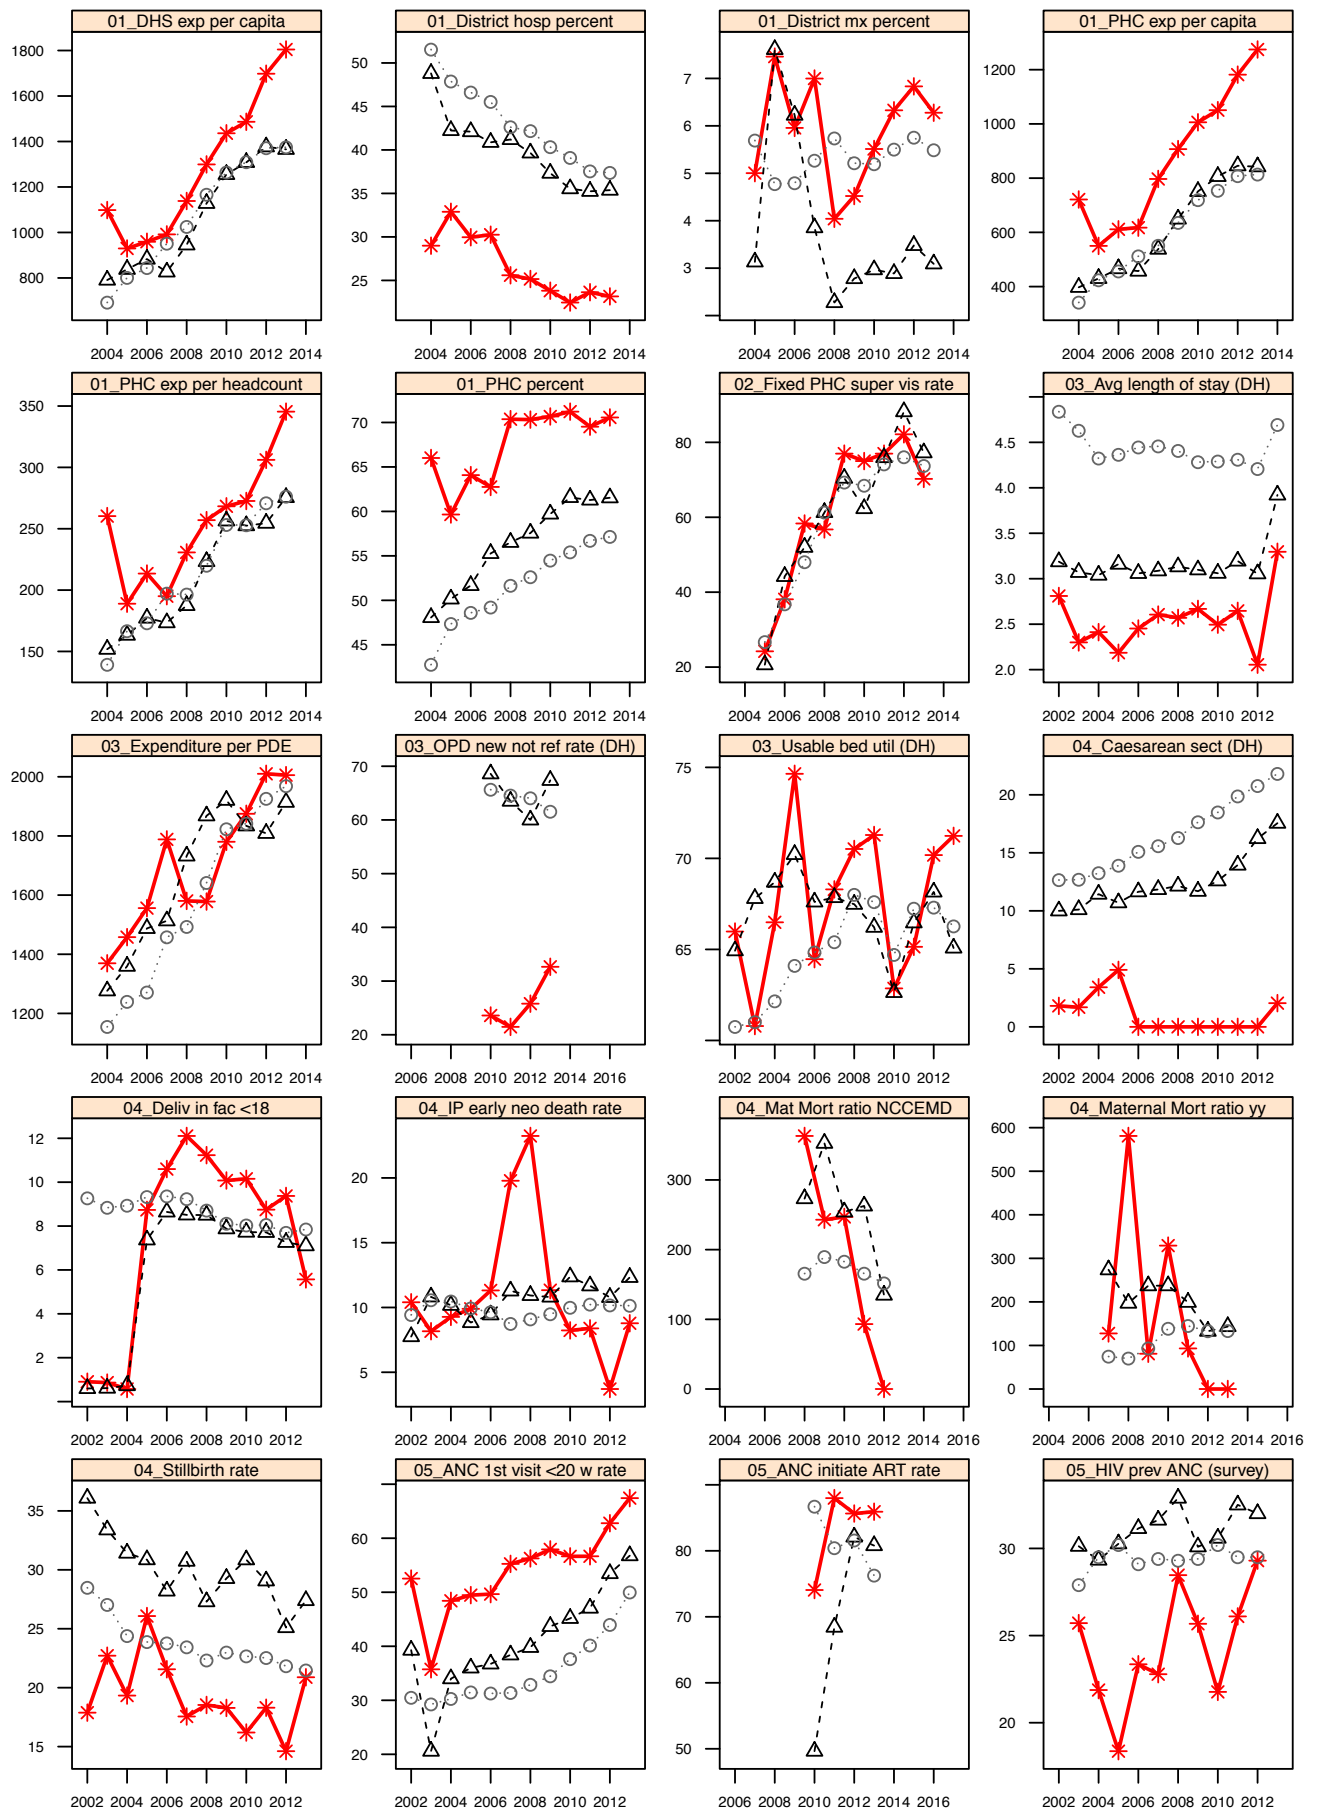 01_DHS exp per capita
800 1000 1200 1400 1600 1800
2004 2006 2008 2010 2012 2014
01_District hosp percent
25 30 35 40 45 50
2004 2006 2008 2010 2012 2014
01_District mx percent
3 4 5 6 7
2004 2006 2008 2010 2012 2014
01_PHC exp per capita
400 600 800 1000 1200
2004 2006 2008 2010 2012 2014
01_PHC exp per headcount
150 200 250 300 350
2004 2006 2008 2010 2012 2014
01_PHC percent
45 50 55 60 65 70
2004 2006 2008 2010 2012 2014
02_Fixed PHC super vis rate
20 40 60 80
2004 2006 2008 2010 2012 2014
03_Avg length of stay (DH)
2.0 2.5 3.0 3.5 4.0 4.5
2002 2004 2006 2008 2010 2012
03_Expenditure per PDE
1200 1400 1600 1800 2000
2004 2006 2008 2010 2012 2014
03_OPD new not ref rate (DH)
20 30 40 50 60 70
2006 2008 2010 2012 2014 2016
03_Usable bed util (DH)
65 70 75
2002 2004 2006 2008 2010 2012
04_Caesarean sect (DH)
0 5 10 15 20
2002 2004 2006 2008 2010 2012
04_Deliv in fac <18
2 4 6 8 10 12
2002 2004 2006 2008 2010 2012
04_IP early neo death rate
5 10 15 20
2002 2004 2006 2008 2010 2012
04_Mat Mort ratio NCCEMD
0 100 200 300
2004 2006 2008 2010 2012 2014 2016
04_Maternal Mort ratio yy
0 100 200 300 400 500 600
2004 2006 2008 2010 2012 2014 2016
04_Stillbirth rate
15 20 25 30 35
2002 2004 2006 2008 2010 2012
05_ANC 1st visit <20 w rate
20 30 40 50 60
2002 2004 2006 2008 2010 2012
05_ANC initiate ART rate
50 60 70 80
2006 2008 2010 2012 2014 2016
05_HIV prev ANC (survey)
20 25 30
2002 2004 2006 2008 2010 2012